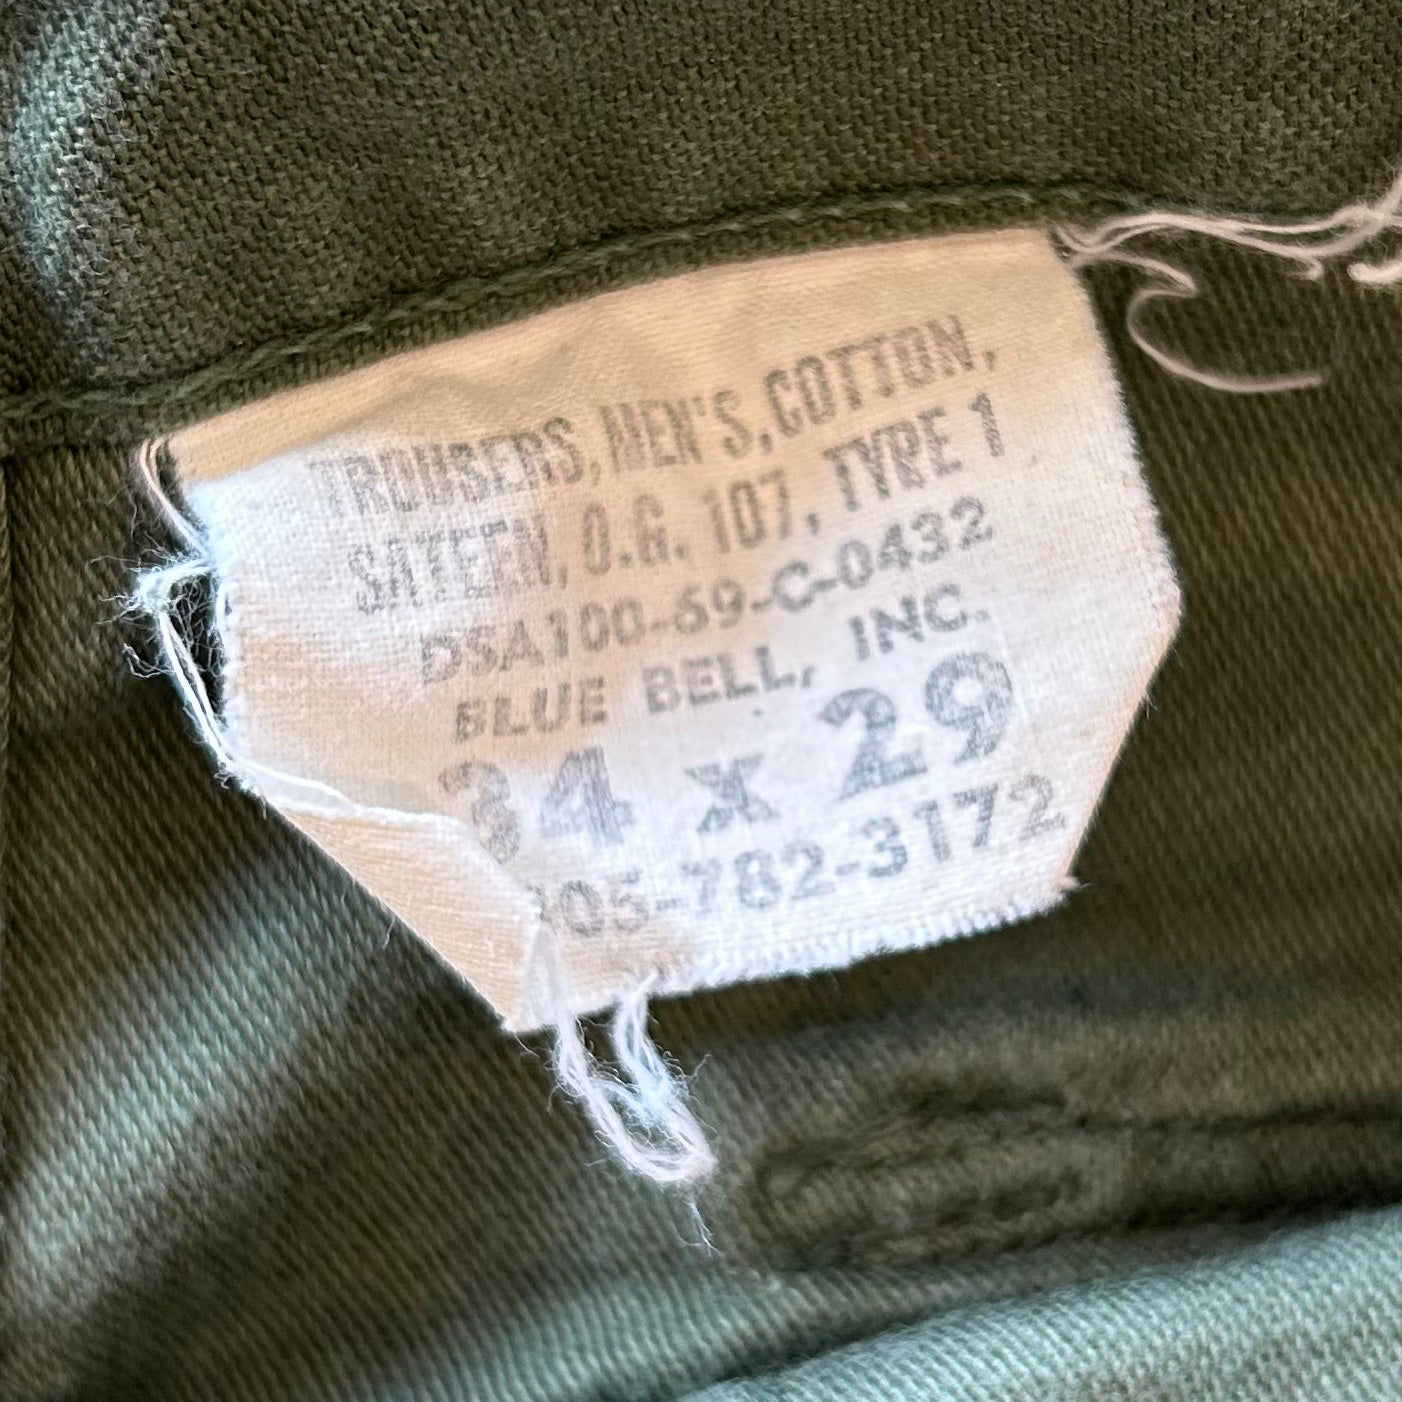 TROUSERS, MEN'S, COTTON,
SATEEN, O.G. 107, TYPE 1
DSA100-69-C-0432
BLUE BELL, INC.
34 x 29
05-782-3172